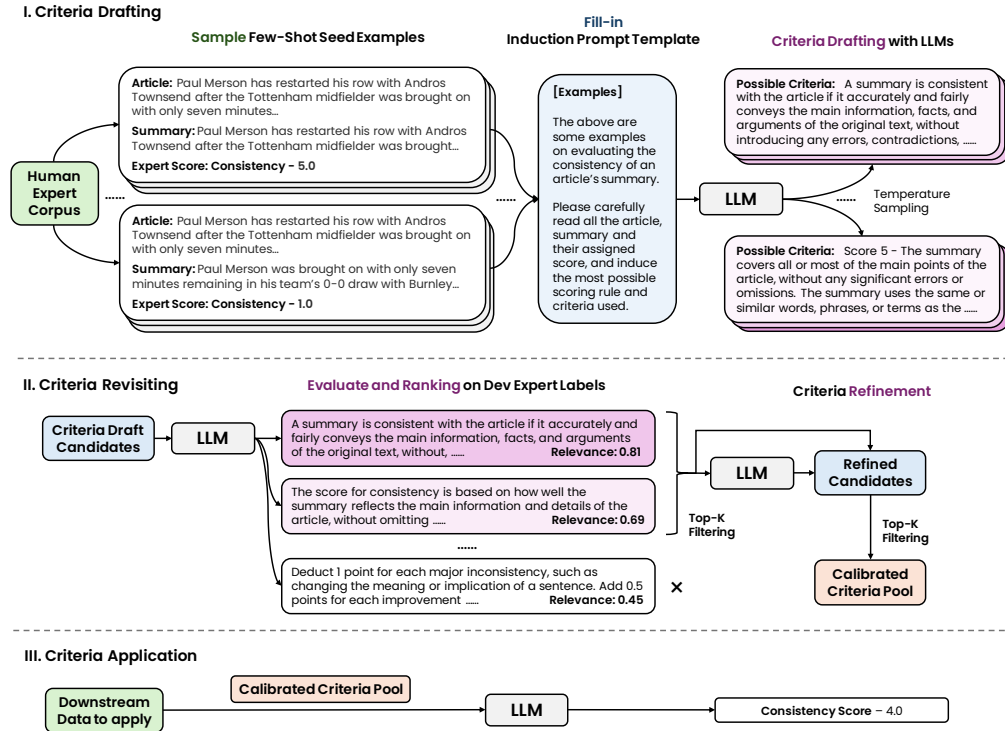 I. Criteria Drafting
Sample Few-Shot Seed Examples
Fill-in
Induction Prompt Template
Criteria Drafting with LLMs
Human
Expert
Corpus
......
Article: Paul Merson has restarted his row with Andros
Townsend after the Tottenham midfielder was brought on
with only seven minutes...
Summary: Paul Merson has restarted his row with Andros
Townsend after the Tottenham midfielder was brought...
Expert Score: Consistency - 5.0
Article: Paul Merson has restarted his row with Andros
Townsend after the Tottenham midfielder was brought on
with only seven minutes...
Summary: Paul Merson was brought on with only seven
minutes remaining in his team's 0-0 draw with Burnley...
Expert Score: Consistency - 1.0
......
[Examples]
The above are
some examples
on evaluating the
consistency of an
article's summary.
Please carefully
read all the article,
summary and
their assigned
score, and induce
the most possible
scoring rule and
criteria used.
LLM
Possible Criteria: A summary is consistent
with the article if it accurately and fairly
conveys the main information, facts, and
arguments of the original text, without
introducing any errors, contradictions, ......
......
Temperature
Sampling
Possible Criteria: Score 5 - The summary
covers all or most of the main points of the
article, without any significant errors or
omissions. The summary uses the same or
similar words, phrases, or terms as the ......
II. Criteria Revisiting
Evaluate and Ranking on Dev Expert Labels
Criteria Refinement
Criteria Draft
Candidates
LLM
A summary is consistent with the article if it accurately and
fairly conveys the main information, facts, and arguments
of the original text, without, ...... Relevance: 0.81
The score for consistency is based on how well the
summary reflects the main information and details of the
article, without omitting ...... Relevance: 0.69
......
Deduct 1 point for each major inconsistency, such as
changing the meaning or implication of a sentence. Add 0.5
points for each improvement ...... Relevance: 0.45
×
Top-K
Filtering
LLM
Refined
Candidates
Top-K
Filtering
Calibrated
Criteria Pool
III. Criteria Application
Downstream
Data to apply
Calibrated Criteria Pool
LLM
Consistency Score – 4.0